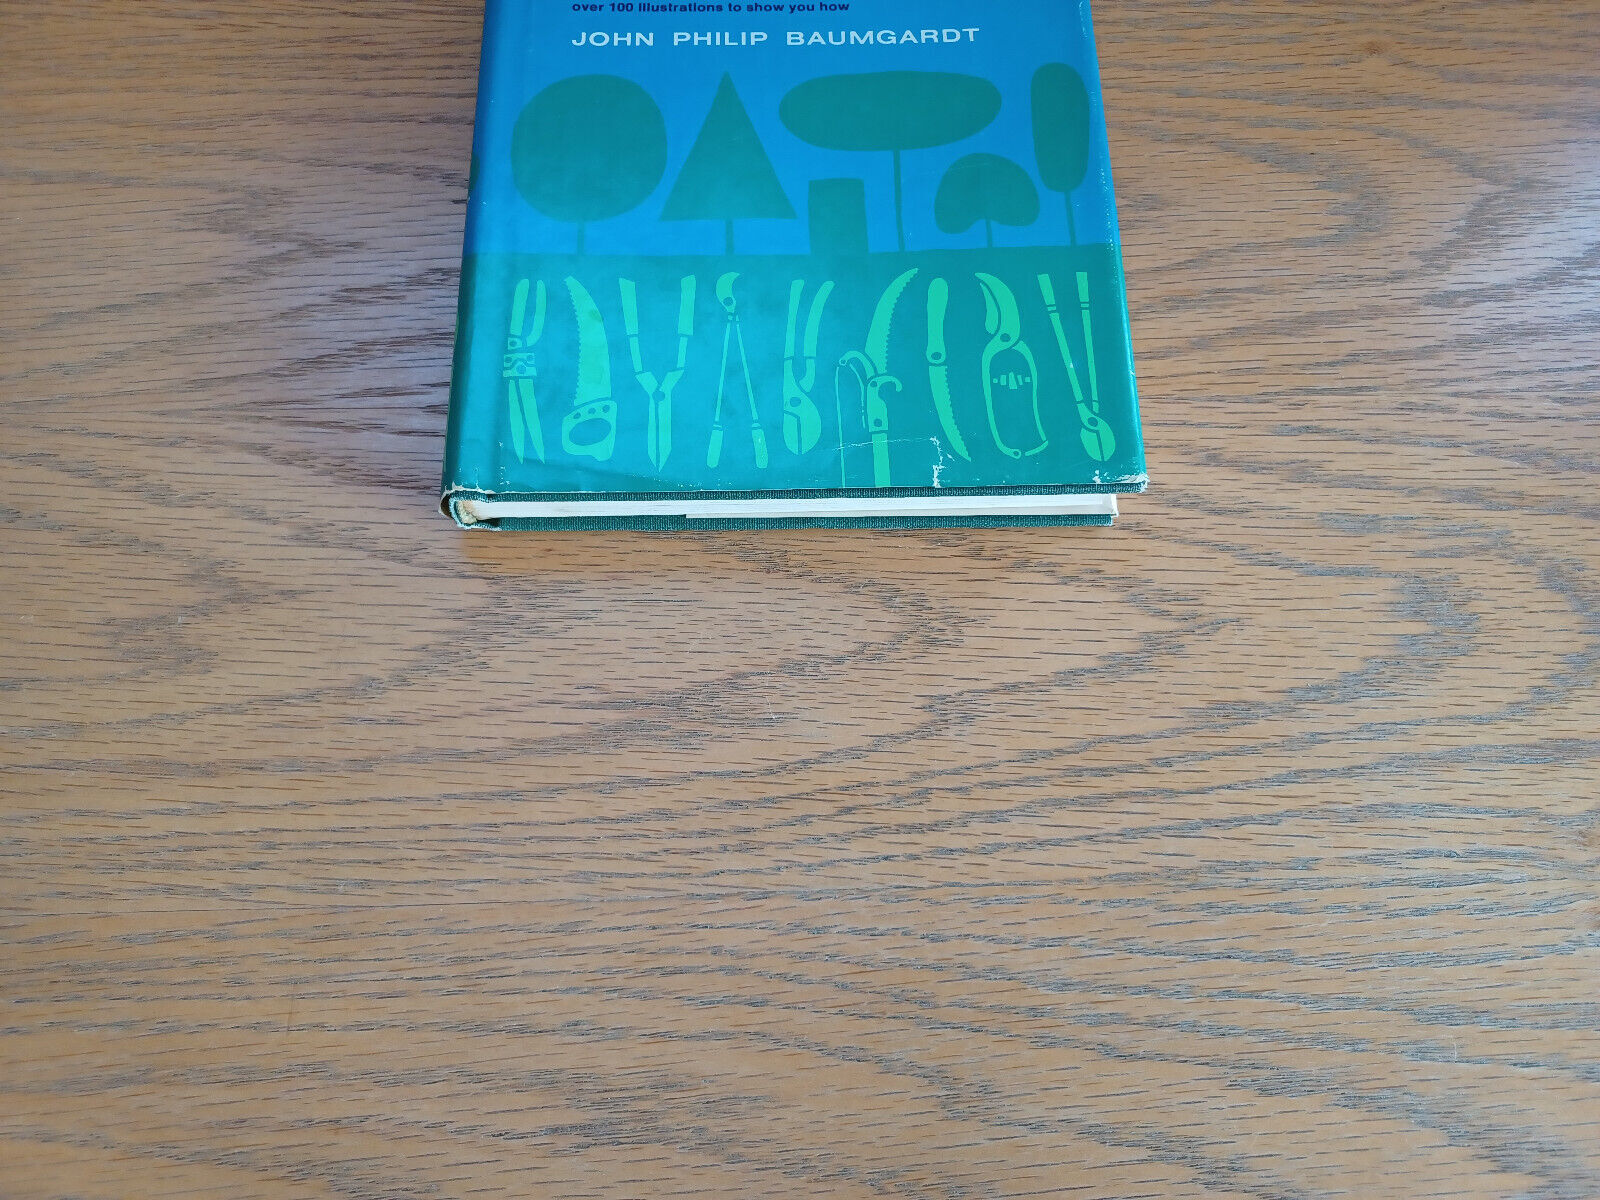 over 100 illustrations to show you how
JOHN PHILIP BAUMGARDT